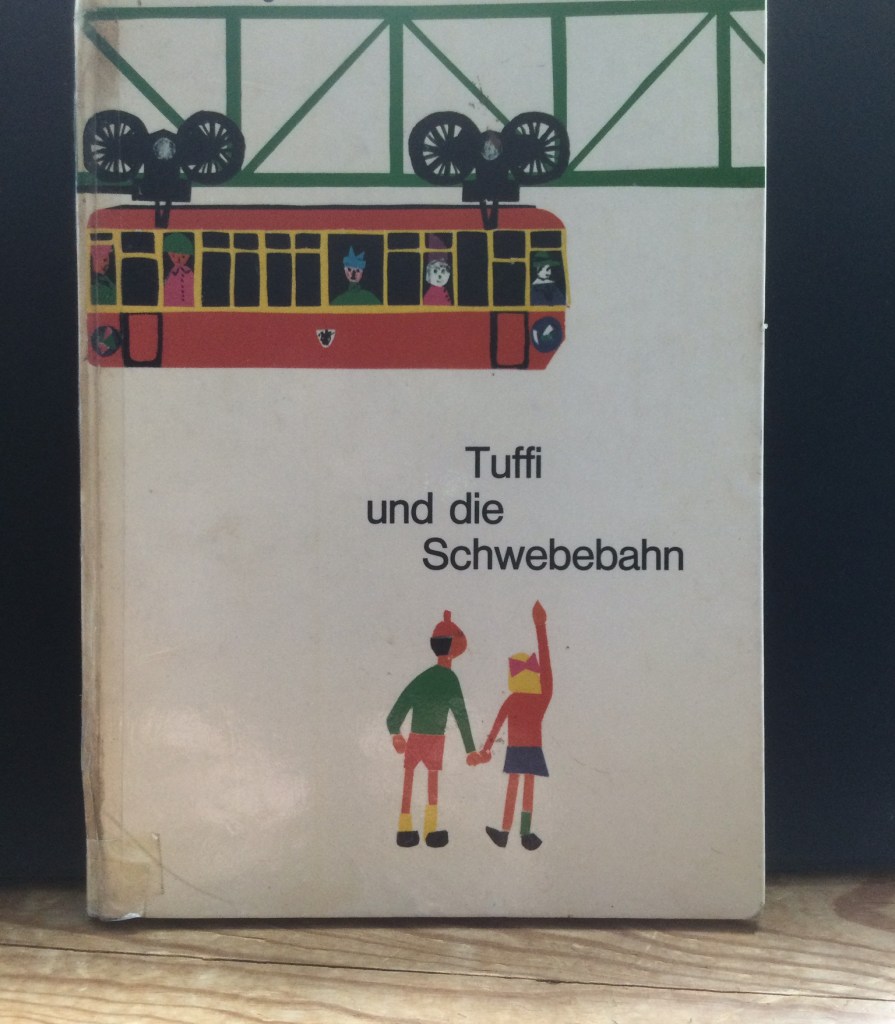 Tuffi
und die
Schwebebahn